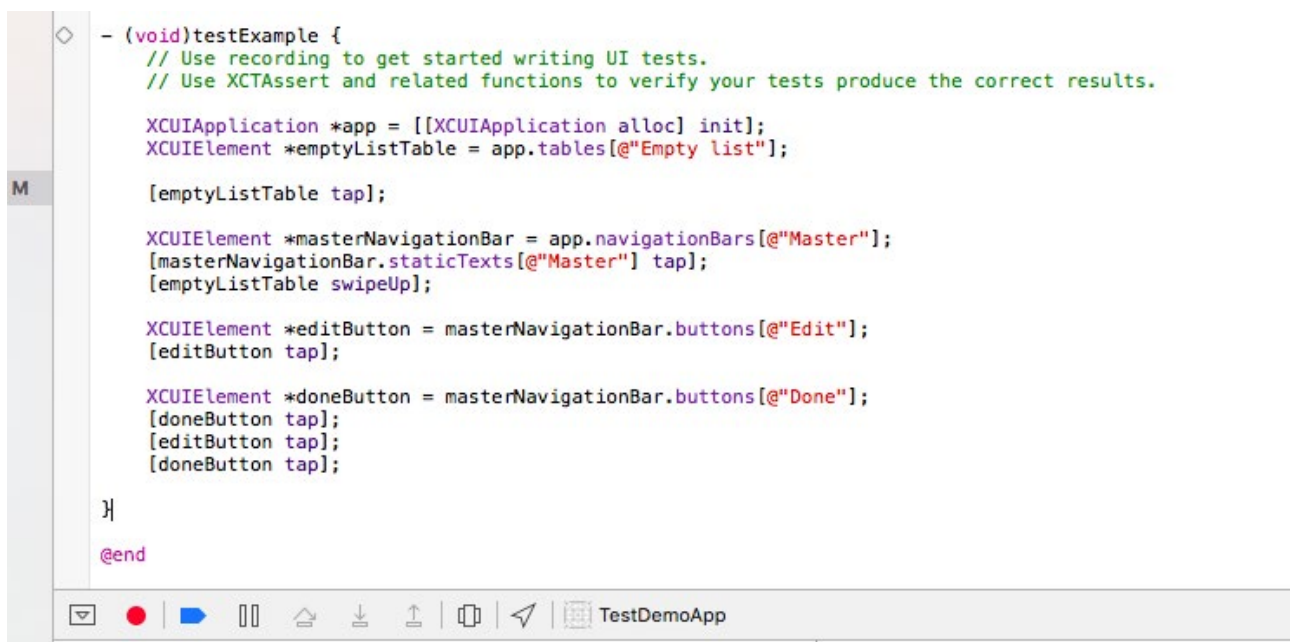 - (void)testExample {
// Use recording to get started writing UI tests.
// Use XCTAssert and related functions to verify your tests produce the correct results.
XCUIApplication *app = [[XCUIApplication alloc] init];
XCUIElement *emptyListTable = app.tables[@"Empty list"];
M
[emptyListTable tap];
XCUIElement *masterNavigationBar = app.navigationBars[@"Master"];
[masterNavigationBar.staticTexts[@"Master"] tap];
[emptyListTable swipeUp];
XCUIElement *editButton = masterNavigationBar.buttons[@"Edit"];
[editButton tap];
XCUIElement *doneButton = masterNavigationBar.buttons[@"Done"];
[doneButton tap];
[editButton tap];
[doneButton tap];
}
@end
TestDemoApp